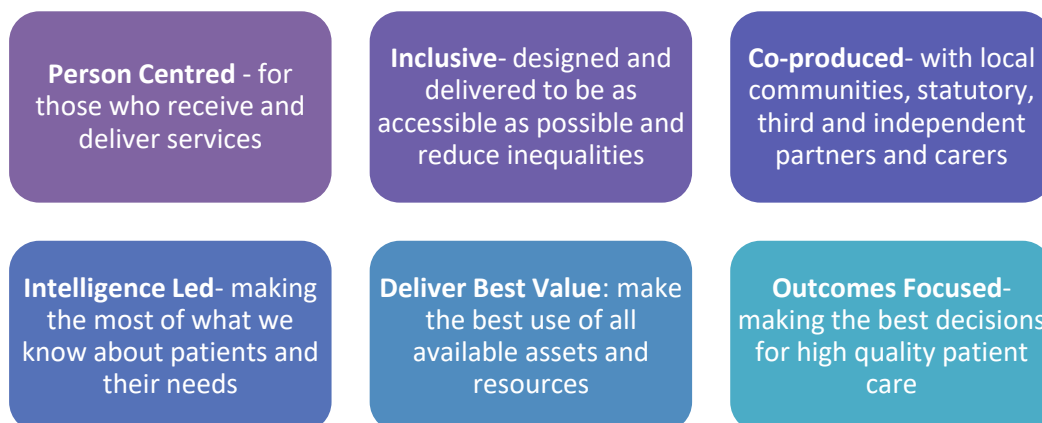 Person Centred - for
those who receive and
deliver services
Inclusive- designed and
delivered to be as
accessible as possible and
reduce inequalities
Co-produced- with local
communities, statutory,
third and independent
partners and carers
Intelligence Led- making
the most of what we
know about patients and
their needs
Deliver Best Value: make
the best use of all
available assets and
resources
Outcomes Focused-
making the best decisions
for high quality patient
care